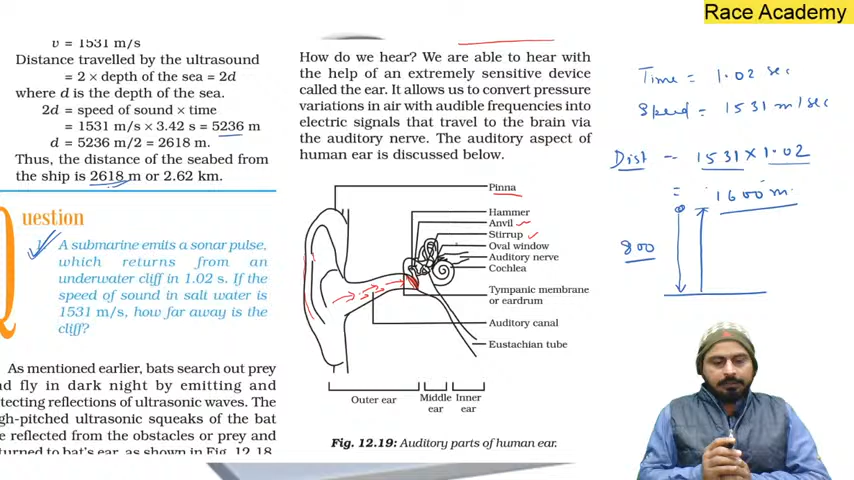 Race Academy
v = 1531 m/s
Distance travelled by the ultrasound
= 2 × depth of the sea = 2d
where d is the depth of the sea.
2d = speed of sound × time
= 1531 m/s x 3.42 s = 5236 m
d = 5236 m/2 = 2618 m.
Thus, the distance of the seabed from
the ship is 2618 m or 2.62 km.
uestion
1. A submarine emits a sonar pulse,
which returns from an
underwater cliff in 1.02 s. If the
speed of sound in salt water is
1531 m/s, how far away is the
cliff?
As mentioned earlier, bats search out prey
nd fly in dark night by emitting and
tecting reflections of ultrasonic waves. The
gh-pitched ultrasonic squeaks of the bat
e reflected from the obstacles or prey and
turned to bat's ear, as shown in Fig. 12.18.
How do we hear? We are able to hear with
the help of an extremely sensitive device
called the ear. It allows us to convert pressure
variations in air with audible frequencies into
electric signals that travel to the brain via
the auditory nerve. The auditory aspect of
human ear is discussed below.
Pinna
Hammer
Anvil
Stirrup
Oval window
Auditory nerve
Cochlea
Tympanic membrane
or eardrum
Auditory canal
Eustachian tube
Outer ear
Middle
ear
Inner
ear
Fig. 12.19: Auditory parts of human ear.
Time = 1.02 sec
Speed = 1531 m/sec
Dist = 1531 × 1.02
= 1600 m.
800